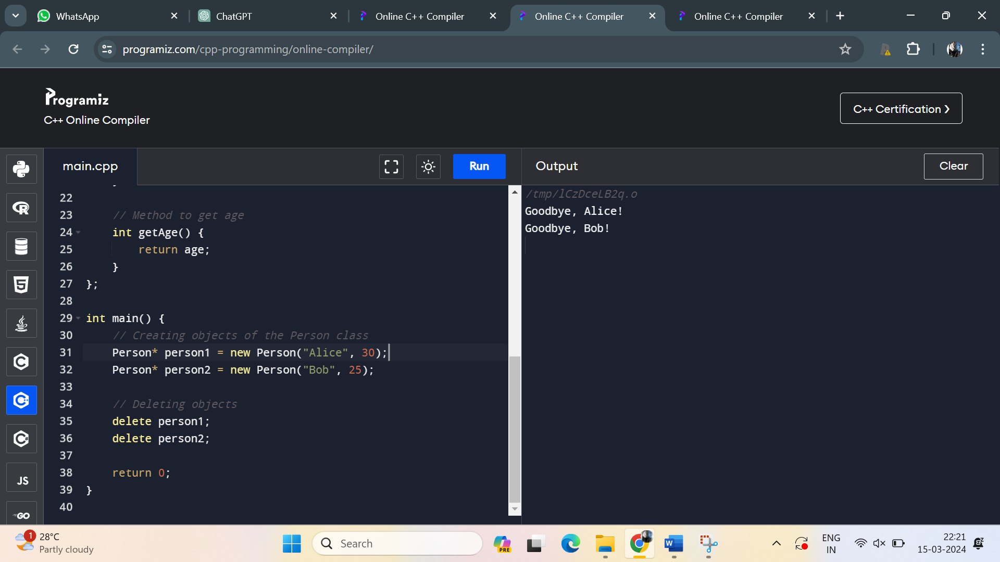 WhatsApp
ChatGPT
Online C++ Compiler
Online C++ Compiler
Online C++ Compiler
programiz.com/cpp-programming/online-compiler/
Programiz
C++ Online Compiler
C++ Certification
main.cpp
Run
Output
Clear
22
23 // Method to get age
24 int getAge() {
25 return age;
26 }
27 };
28
29 int main() {
30 // Creating objects of the Person class
31 Person* person1 = new Person("Alice", 30);
32 Person* person2 = new Person("Bob", 25);
33
34 // Deleting objects
35 delete person1;
36 delete person2;
37
38 return 0;
39 }
40
/tmp/lCzDceLB2q.o
Goodbye, Alice!
Goodbye, Bob!
R
5
C
C++
C#
JS
GO
1
28°C
Partly cloudy
Search
PRE
W
ENG
IN
22:21
15-03-2024